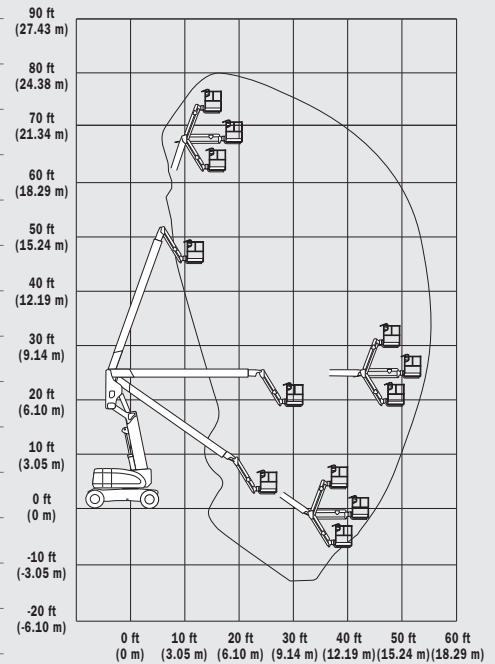 90 ft
(27.43 m)
80 ft
(24.38 m)
70 ft
(21.34 m)
60 ft
(18.29 m)
50 ft
(15.24 m)
40 ft
(12.19 m)
30 ft
(9.14 m)
20 ft
(6.10 m)
10 ft
(3.05 m)
0 ft
(0 m)
-10 ft
(-3.05 m)
-20 ft
(-6.10 m)
0 ft 10 ft 20 ft 30 ft 40 ft 50 ft 60 ft
(0 m) (3.05 m) (6.10 m) (9.14 m) (12.19 m) (15.24 m) (18.29 m)